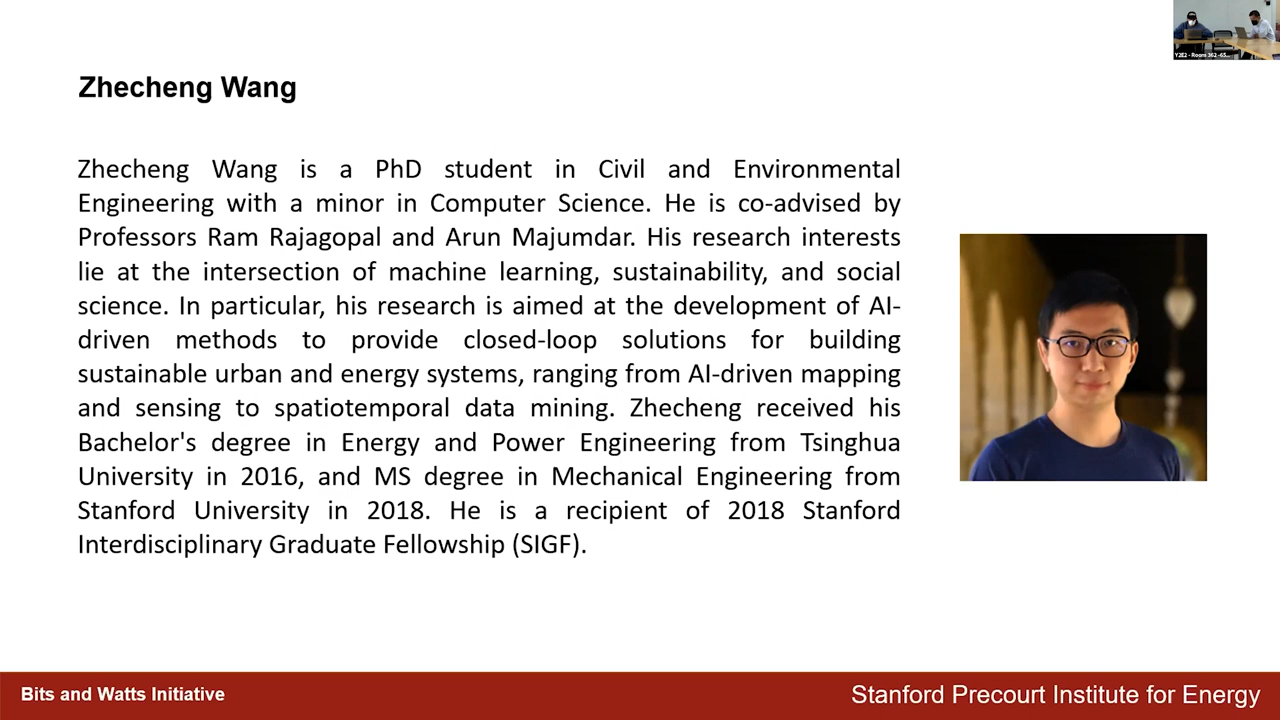 Y2E2 - Room 362 -65...
Zhecheng Wang
Zhecheng Wang is a PhD student in Civil and Environmental
Engineering with a minor in Computer Science. He is co-advised by
Professors Ram Rajagopal and Arun Majumdar. His research interests
lie at the intersection of machine learning, sustainability, and social
science. In particular, his research is aimed at the development of AI-
driven methods to provide closed-loop solutions for building
sustainable urban and energy systems, ranging from AI-driven mapping
and sensing to spatiotemporal data mining. Zhecheng received his
Bachelor's degree in Energy and Power Engineering from Tsinghua
University in 2016, and MS degree in Mechanical Engineering from
Stanford University in 2018. He is a recipient of 2018 Stanford
Interdisciplinary Graduate Fellowship (SIGF).
Bits and Watts Initiative
Stanford Precourt Institute for Energy